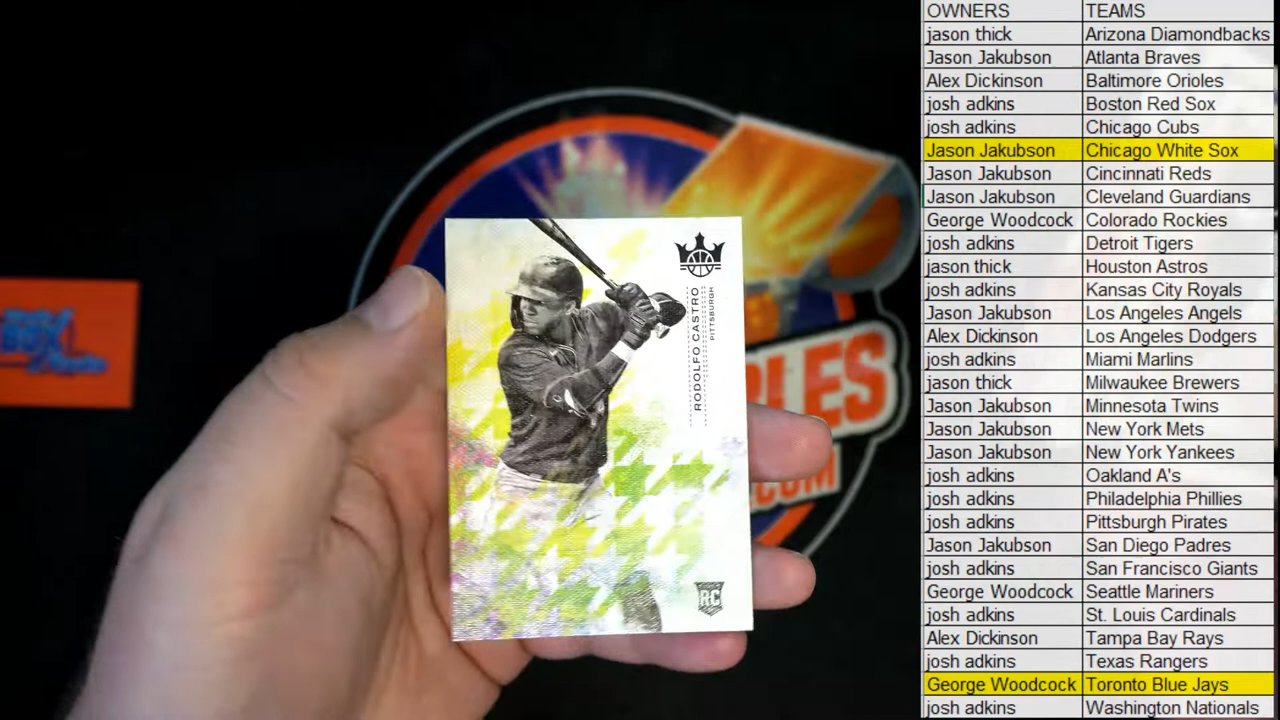 RODOLFO CASTRO
PITTSBURGH
RC
LES
.COM
OWNERS TEAMS
jason thick Arizona Diamondbacks
Jason Jakubson Atlanta Braves
Alex Dickinson Baltimore Orioles
josh adkins Boston Red Sox
josh adkins Chicago Cubs
Jason Jakubson Chicago White Sox
Jason Jakubson Cincinnati Reds
Jason Jakubson Cleveland Guardians
George Woodcock Colorado Rockies
josh adkins Detroit Tigers
jason thick Houston Astros
josh adkins Kansas City Royals
Jason Jakubson Los Angeles Angels
Alex Dickinson Los Angeles Dodgers
josh adkins Miami Marlins
jason thick Milwaukee Brewers
Jason Jakubson Minnesota Twins
Jason Jakubson New York Mets
Jason Jakubson New York Yankees
josh adkins Oakland A's
josh adkins Philadelphia Phillies
josh adkins Pittsburgh Pirates
Jason Jakubson San Diego Padres
josh adkins San Francisco Giants
George Woodcock Seattle Mariners
josh adkins St. Louis Cardinals
Alex Dickinson Tampa Bay Rays
josh adkins Texas Rangers
George Woodcock Toronto Blue Jays
josh adkins Washington Nationals